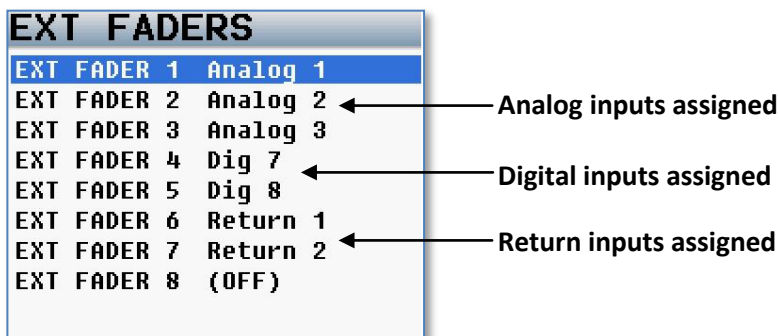 EXT FADERS
EXT FADER 1 Analog 1
EXT FADER 2 Analog 2
EXT FADER 3 Analog 3
EXT FADER 4 Dig 7
EXT FADER 5 Dig 8
EXT FADER 6 Return 1
EXT FADER 7 Return 2
EXT FADER 8 (OFF)
Analog inputs assigned
Digital inputs assigned
Return inputs assigned